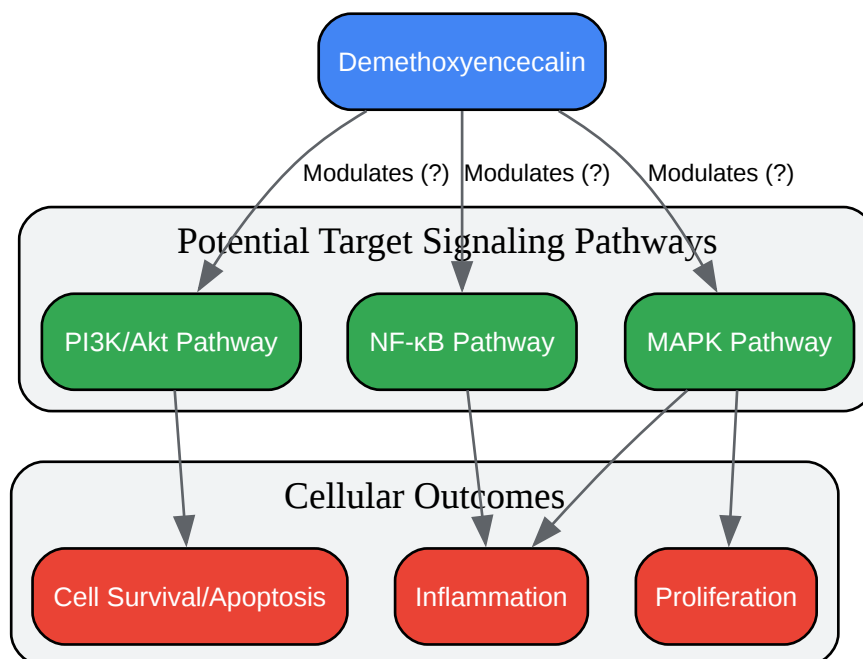 Demethoxyencecalin
Modulates (?)
Modulates (?)
Modulates (?)
Potential Target Signaling Pathways
PI3K/Akt Pathway
NF-κB Pathway
MAPK Pathway
Cellular Outcomes
Cell Survival/Apoptosis
Inflammation
Proliferation